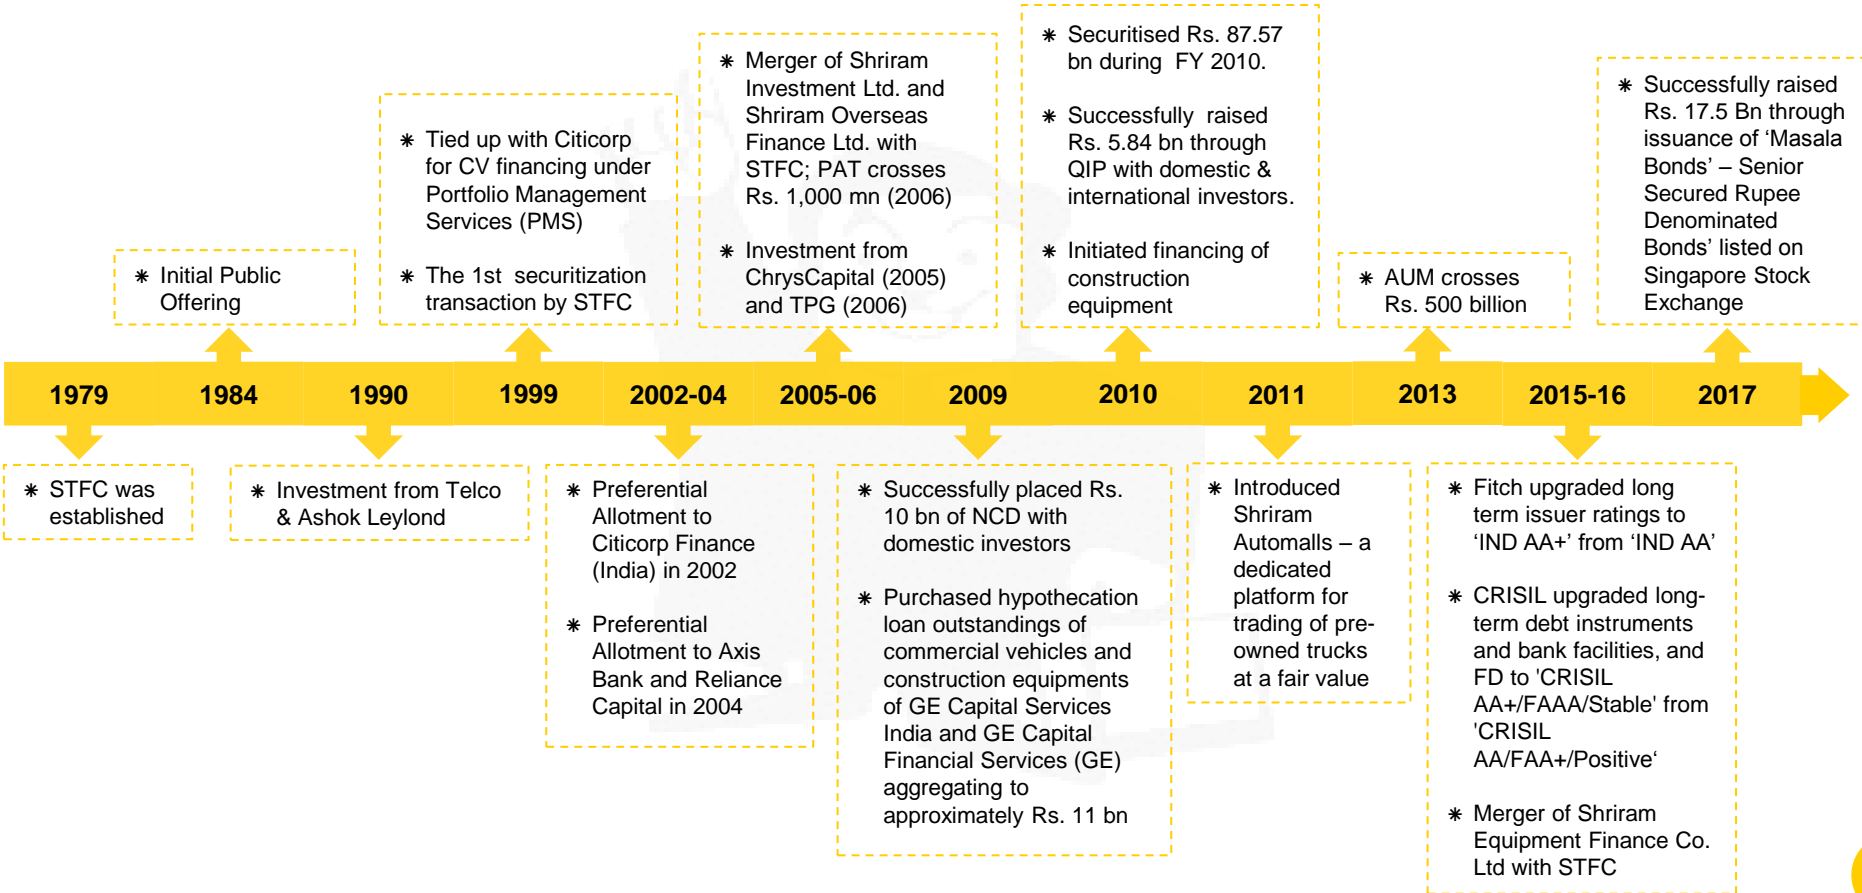 * Initial Public
Offering
* Tied up with Citicorp
for CV financing under
Portfolio Management
Services (PMS)
* The 1st securitization
transaction by STFC
* Merger of Shriram
Investment Ltd. and
Shriram Overseas
Finance Ltd. with
STFC; PAT crosses
Rs. 1,000 mn (2006)
* Investment from
ChrysCapital (2005)
and TPG (2006)
* Securitised Rs. 87.57
bn during FY 2010.
* Successfully raised
Rs. 5.84 bn through
QIP with domestic &
international investors.
* Initiated financing of
construction
equipment
* AUM crosses
Rs. 500 billion
* Successfully raised
Rs. 17.5 Bn through
issuance of ‘Masala
Bonds’ – Senior
Secured Rupee
Denominated
Bonds’ listed on
Singapore Stock
Exchange
1979 1984 1990 1999 2002-04 2005-06 2009 2010 2011 2013 2015-16 2017
* STFC was
established
* Investment from Telco
& Ashok Leylond
* Preferential
Allotment to
Citicorp Finance
(India) in 2002
* Preferential
Allotment to Axis
Bank and Reliance
Capital in 2004
* Successfully placed Rs.
10 bn of NCD with
domestic investors
* Purchased hypothecation
loan outstandings of
commercial vehicles and
construction equipments
of GE Capital Services
India and GE Capital
Financial Services (GE)
aggregating to
approximately Rs. 11 bn
* Introduced
Shriram
Automalls – a
dedicated
platform for
trading of pre-
owned trucks
at a fair value
* Fitch upgraded long
term issuer ratings to
‘IND AA+’ from ‘IND AA’
* CRISIL upgraded long-
term debt instruments
and bank facilities, and
FD to 'CRISIL
AA+/FAAA/Stable' from
'CRISIL
AA/FAA+/Positive‘
* Merger of Shriram
Equipment Finance Co.
Ltd with STFC